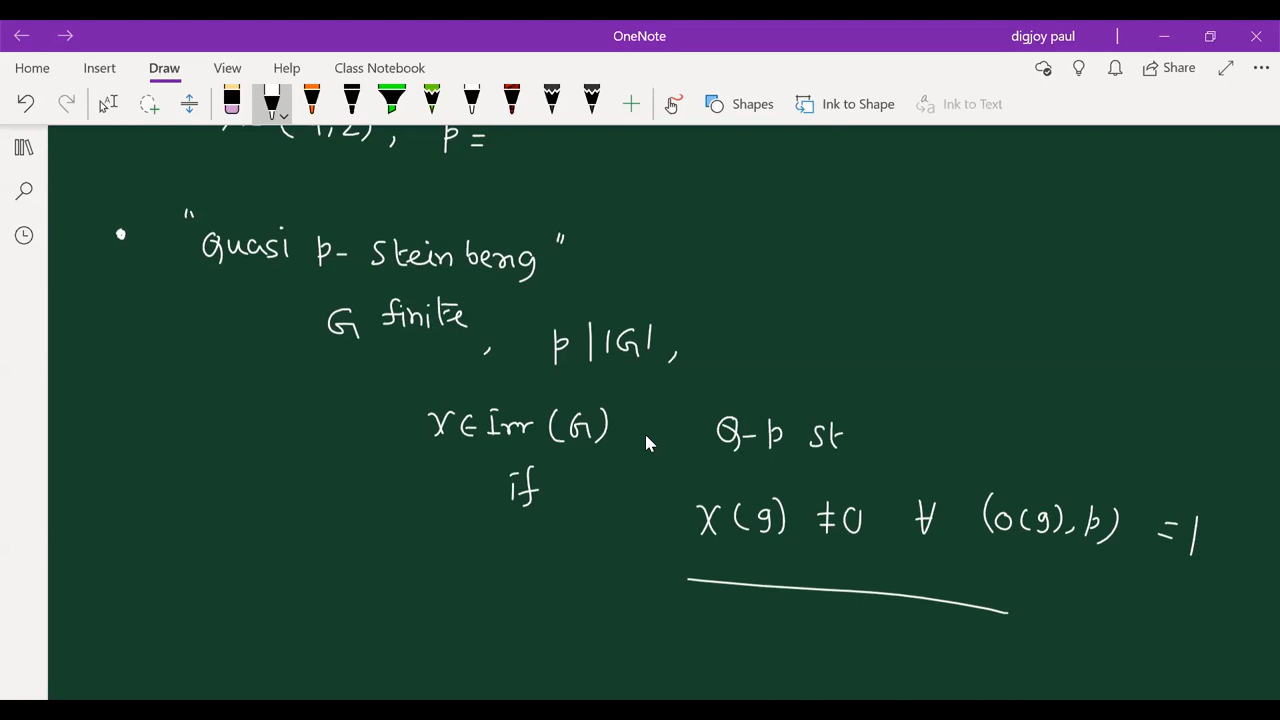 OneNote
digjoy paul
Home Insert Draw View Help Class Notebook
Share
Shapes
Ink to Shape
Ink to Text
p =
• "Quasi p- Steinberg"
G finite, p | |G|,
χ ∈ Irr (G) Q-p St
if
χ(g) ≠ 0 ∀ (o(g), p) = 1